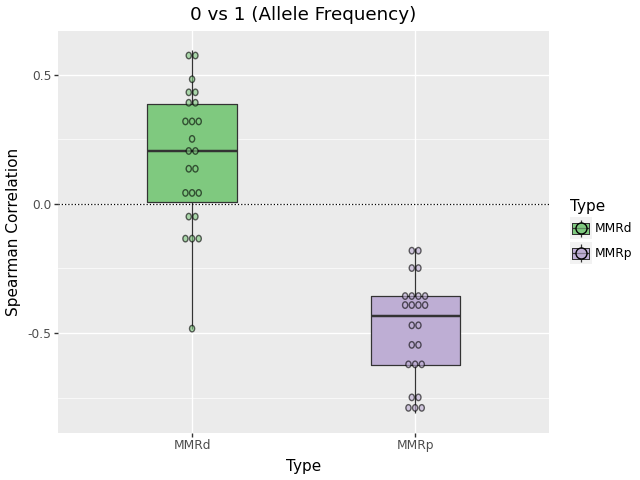 0 vs 1 (Allele Frequency)
Spearman Correlation
0.5
0.0
-0.5
MMRd
MMRp
Type
Type
MMRd
MMRp